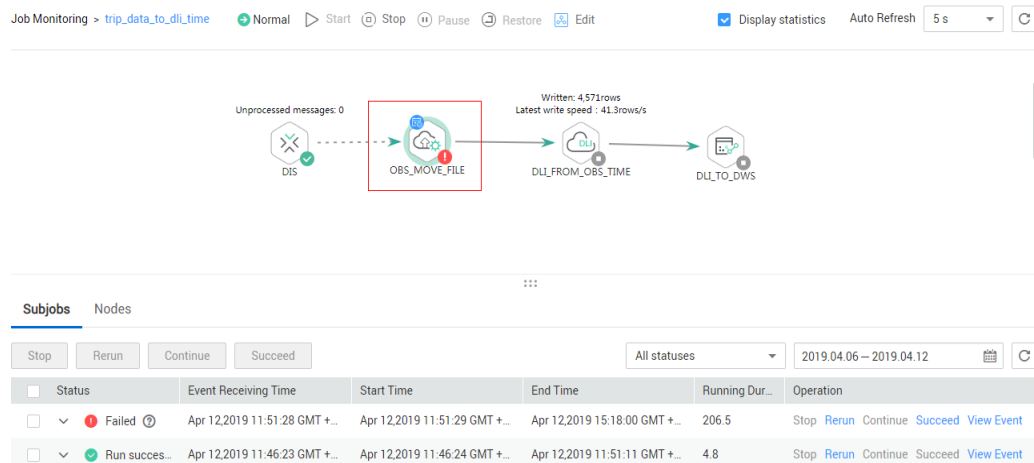 Job Monitoring > trip_data_to_dli_time Normal Start Stop Pause Restore Edit Display statistics Auto Refresh 5 s
Unprocessed messages: 0
Written: 4,571rows
Latest write speed : 41.3rows/s
DLI
DIS
OBS_MOVE_FILE
DLI_FROM_OBS_TIME
DLI_TO_DWS
Subjobs Nodes
Stop Rerun Continue Succeed All statuses 2019.04.06 — 2019.04.12
Status Event Receiving Time Start Time End Time Running Dur... Operation
Failed Apr 12,2019 11:51:28 GMT +... Apr 12,2019 11:51:29 GMT +... Apr 12,2019 15:18:00 GMT +... 206.5 Stop Rerun Continue Succeed View Event
Run succes... Apr 12,2019 11:46:23 GMT +... Apr 12,2019 11:46:24 GMT +... Apr 12,2019 11:51:11 GMT +... 4.8 Stop Rerun Continue Succeed View Event